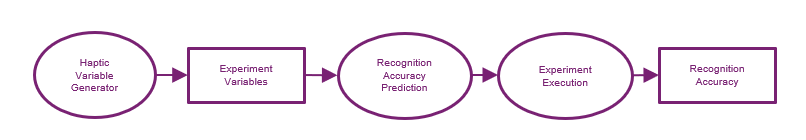 Haptic
Variable
Generator
Experiment
Variables
Recognition
Accuracy
Prediction
Experiment
Execution
Recognition
Accuracy